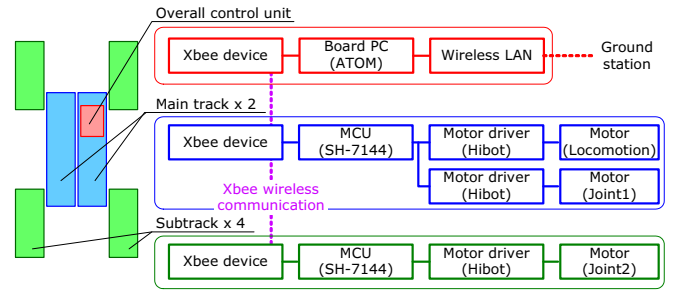 Overall control unit
Xbee device
Board PC
(ATOM)
Wireless LAN
Ground
station
Main track x 2
Xbee device
MCU
(SH-7144)
Motor driver
(Hibot)
Motor
(Locomotion)
Motor driver
(Hibot)
Motor
(Joint1)
Xbee wireless
communication
Subtrack x 4
Xbee device
MCU
(SH-7144)
Motor driver
(Hibot)
Motor
(Joint2)